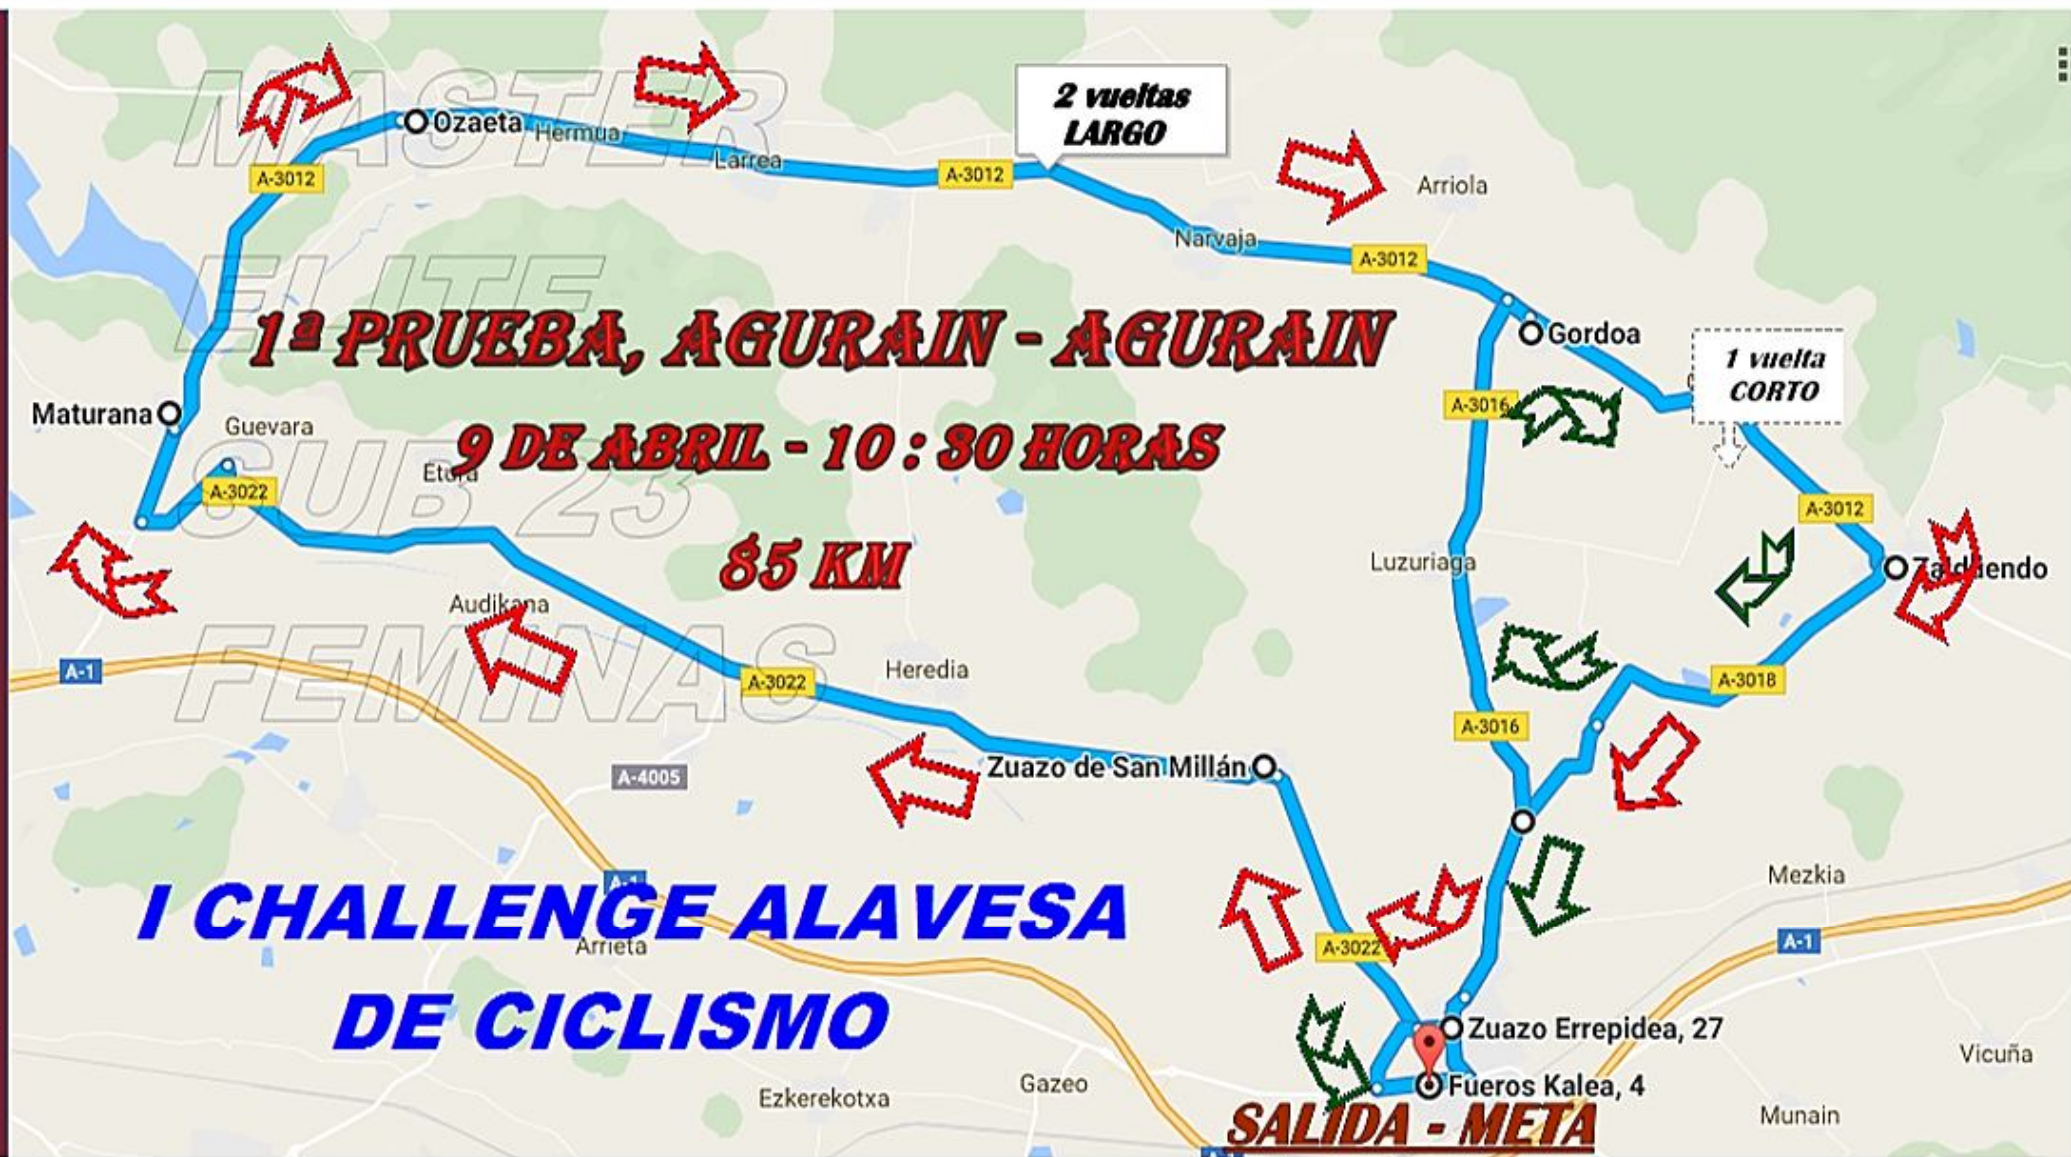 MASTER
Ozaeta
Hermua
Larrea
A-3012
A-3012
2 vueltas
LARGO
Arriola
Narvaja
A-3012
ELITE
1ª PRUEBA, AGURAIN - AGURAIN
Gordoa
1 vuelta
CORTO
A-3016
Maturana
Guevara
9 DE ABRIL - 10 : 30 HORAS
A-3022
SUB 23
A-3012
85 KM
Luzuriaga
Zalduendo
Audikana
FEMINAS
A-1
Heredia
A-3022
A-3018
A-3016
A-4005
Zuazo de San Millán
Mezkia
A-1
I CHALLENGE ALAVESA
Arrieta
A-3022
A-1
DE CICLISMO
Zuazo Errepidea, 27
Vicuña
Gazeo
Fueros Kalea, 4
Ezkerekotxa
Munain
SALIDA - META